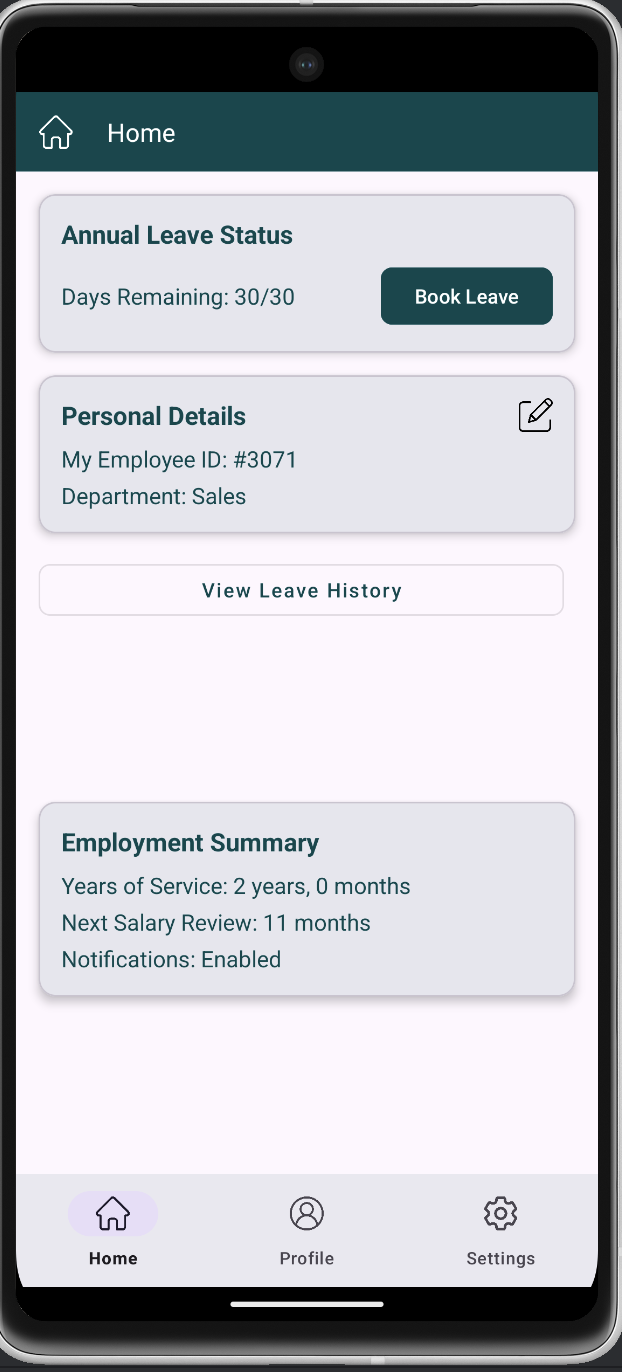 Home
Annual Leave Status
Days Remaining: 30/30
Book Leave
Personal Details
My Employee ID: #3071
Department: Sales
View Leave History
Employment Summary
Years of Service: 2 years, 0 months
Next Salary Review: 11 months
Notifications: Enabled
Home
Profile
Settings